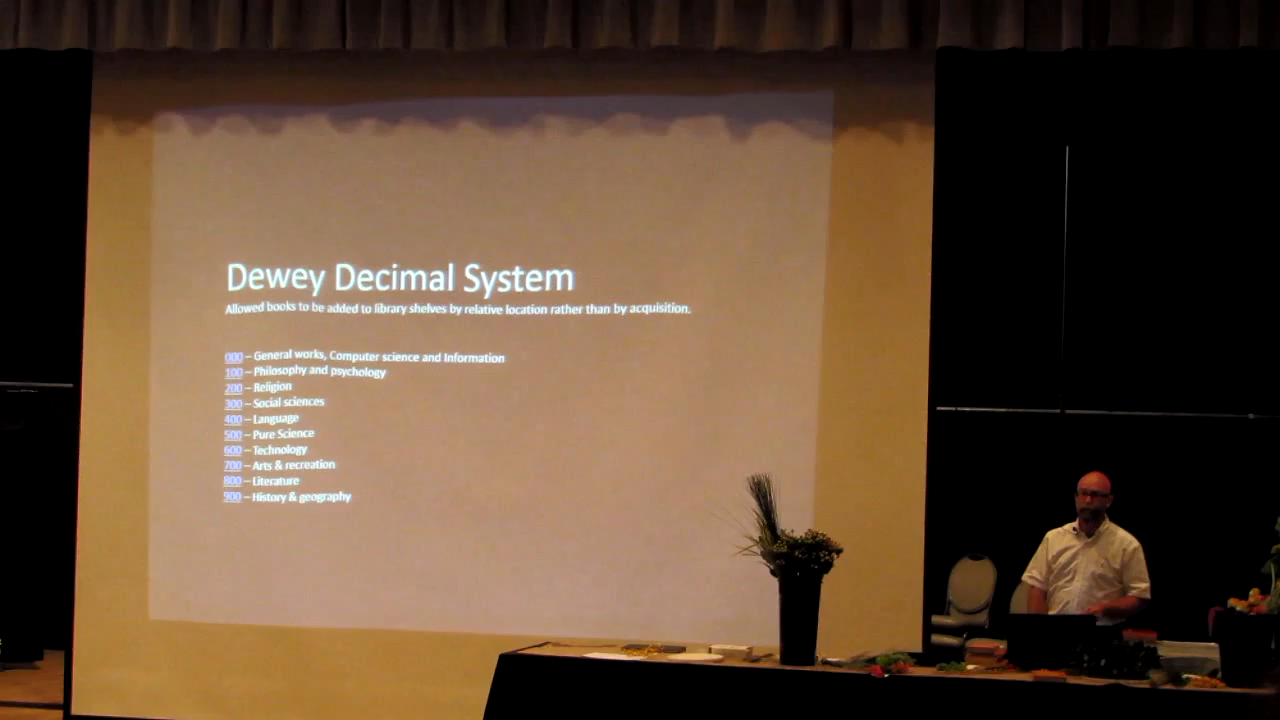 Dewey Decimal System
Allowed books to be added to library shelves by relative location rather than by acquisition.
000 – General works, Computer science and Information
100 – Philosophy and psychology
200 – Religion
300 – Social sciences
400 – Language
500 – Pure Science
600 – Technology
700 – Arts & recreation
800 – Literature
900 – History & geography